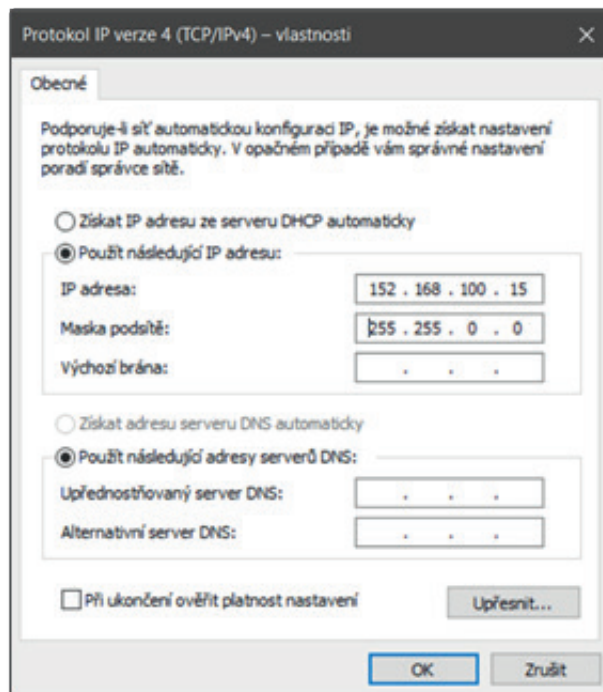 Protokol IP verze 4 (TCP/IPv4) – vlastnosti
Obecné
Podporuje-li síť automatickou konfiguraci IP, je možné získat nastavení
protokolu IP automaticky. V opačném případě vám správné nastavení
poradí správce sítě.
Získat IP adresu ze serveru DHCP automaticky
Použít následující IP adresu:
IP adresa: 152 . 168 . 100 . 15
Maska podsítě: 255 . 255 . 0 . 0
Výchozí brána: . . .
Získat adresu serveru DNS automaticky
Použít následující adresy serverů DNS:
Upřednostňovaný server DNS: . . .
Alternativní server DNS: . . .
Při ukončení ověřit platnost nastavení
Upřesnit...
OK Zrušit